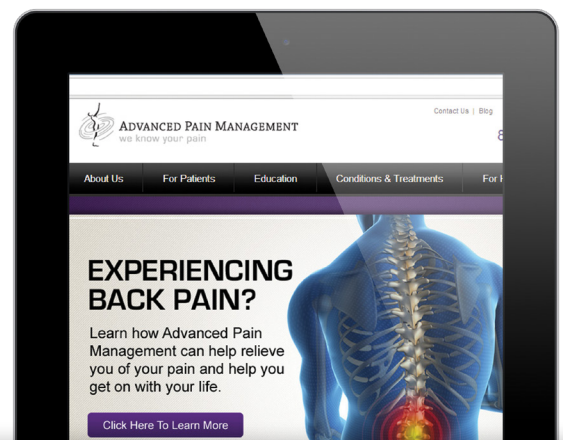 Contact Us | Blog
ADVANCED PAIN MANAGEMENT
we know your pain
About Us For Patients Education Conditions & Treatments For
EXPERIENCING
BACK PAIN?
Learn how Advanced Pain
Management can help relieve
you of your pain and help you
get on with your life.
Click Here To Learn More